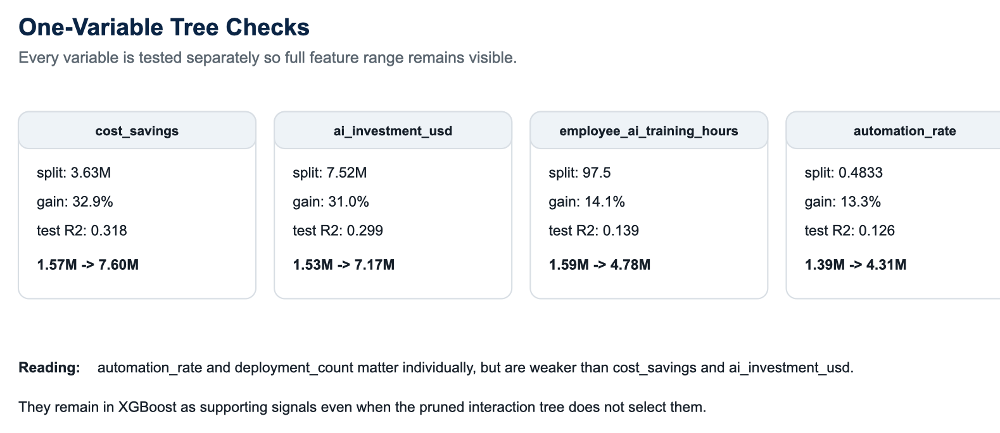 One-Variable Tree Checks
Every variable is tested separately so full feature range remains visible.
cost_savings
split: 3.63M
gain: 32.9%
test R2: 0.318
1.57M -> 7.60M
ai_investment_usd
split: 7.52M
gain: 31.0%
test R2: 0.299
1.53M -> 7.17M
employee_ai_training_hours
split: 97.5
gain: 14.1%
test R2: 0.139
1.59M -> 4.78M
automation_rate
split: 0.4833
gain: 13.3%
test R2: 0.126
1.39M -> 4.31M
Reading: automation_rate and deployment_count matter individually, but are weaker than cost_savings and ai_investment_usd.
They remain in XGBoost as supporting signals even when the pruned interaction tree does not select them.